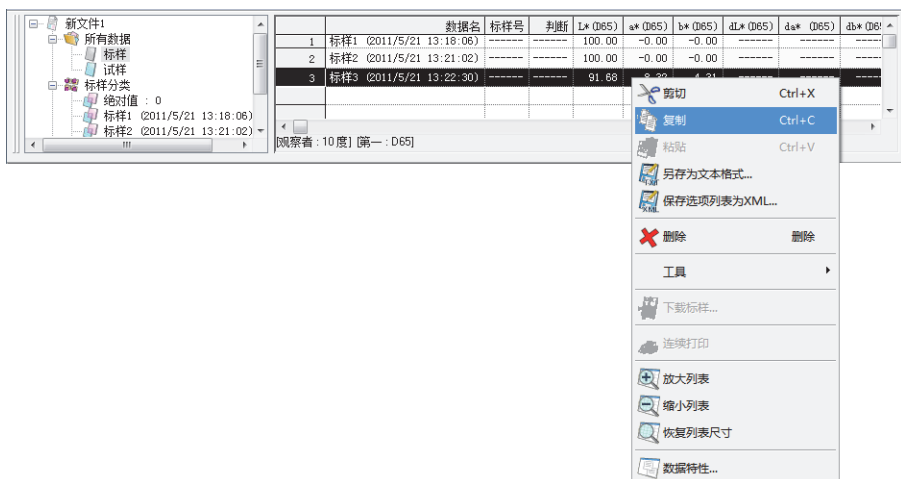 新文件1
所有数据
标样
试样
标样分类
绝对值 : 0
标样1 (2011/5/21 13:18:06)
标样2 (2011/5/21 13:21:02)
数据名 标样号 判断 L*(D65) a*(D65) b*(D65) dL*(D65) da* (D65) db*(D6
1 标样1 (2011/5/21 13:18:06) ------ ------ 100.00 -0.00 -0.00 ------ ------ ----
2 标样2 (2011/5/21 13:21:02) ------ ------ 100.00 -0.00 -0.00 ------ ------ ----
3 标样3 (2011/5/21 13:22:30) ------ ------ 91.68
[观察者 : 10度] [第一 : D65]
剪切 Ctrl+X
复制 Ctrl+C
粘贴 Ctrl+V
另存为文本格式...
保存选项列表为XML...
删除 删除
工具
下载标样...
连续打印
放大列表
缩小列表
恢复列表尺寸
数据特性...